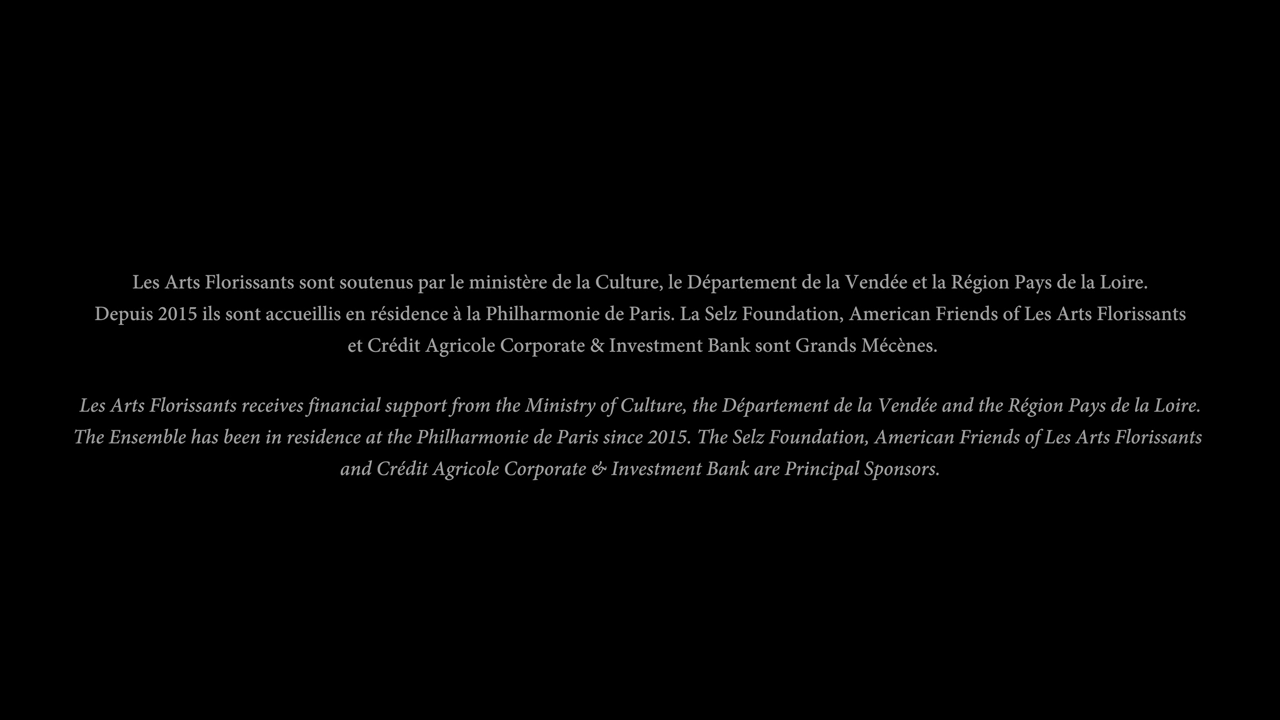 Les Arts Florissants sont soutenus par le ministère de la Culture, le Département de la Vendée et la Région Pays de la Loire.
Depuis 2015 ils sont accueillis en résidence à la Philharmonie de Paris. La Selz Foundation, American Friends of Les Arts Florissants
et Crédit Agricole Corporate & Investment Bank sont Grands Mécènes.
Les Arts Florissants receives financial support from the Ministry of Culture, the Département de la Vendée and the Région Pays de la Loire.
The Ensemble has been in residence at the Philharmonie de Paris since 2015. The Selz Foundation, American Friends of Les Arts Florissants
and Crédit Agricole Corporate & Investment Bank are Principal Sponsors.